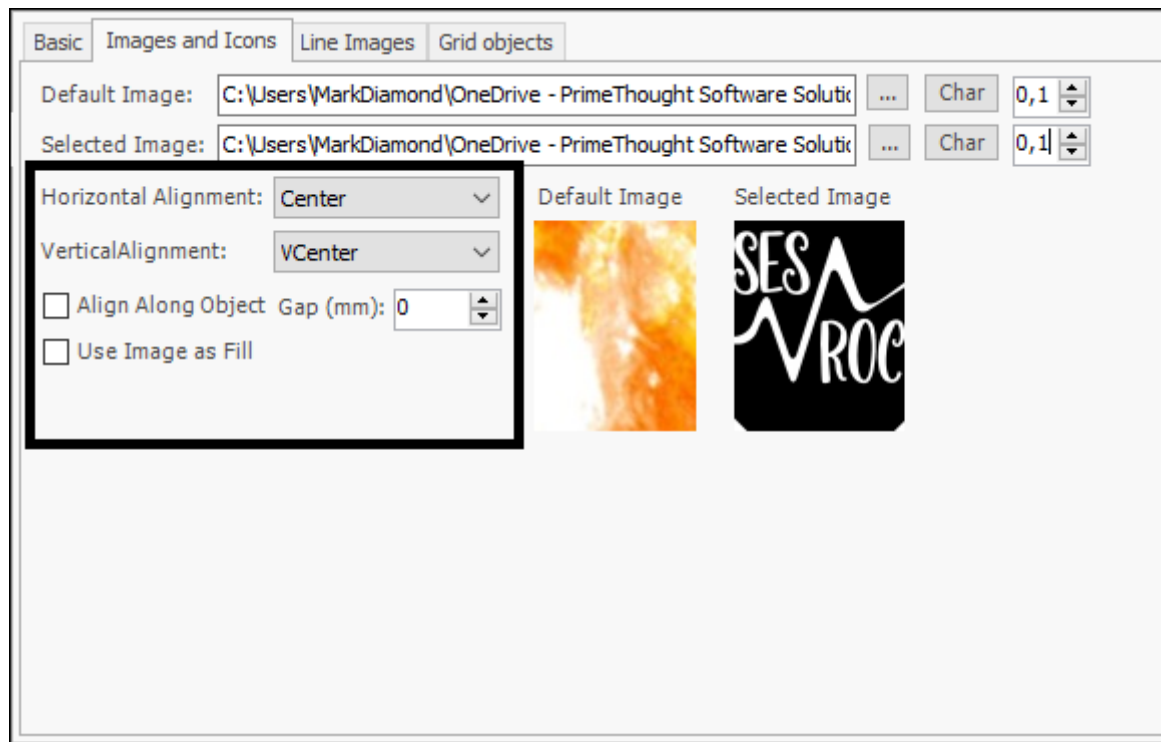 Basic Images and Icons Line Images Grid objects
Default Image: C:\Users\MarkDiamond\OneDrive - PrimeThought Software Solutic ... Char 0,1
Selected Image: C:\Users\MarkDiamond\OneDrive - PrimeThought Software Solutic ... Char 0,1
Horizontal Alignment: Center Default Image Selected Image
VerticalAlignment: VCenter
Align Along Object Gap (mm): 0
Use Image as Fill
SES
ROC